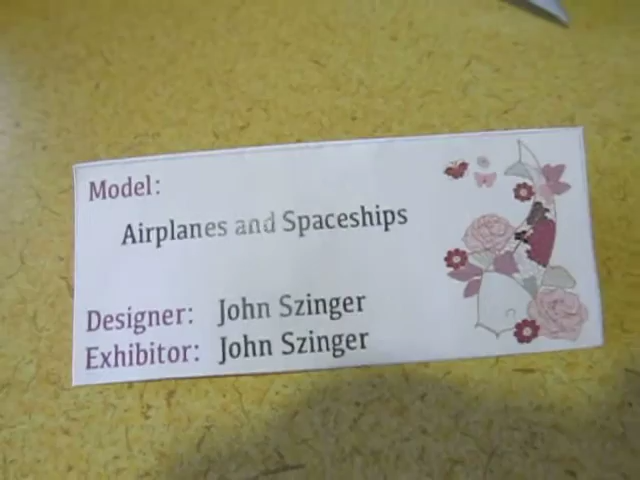 Model:
Airplanes and Spaceships
Designer: John Szinger
Exhibitor: John Szinger